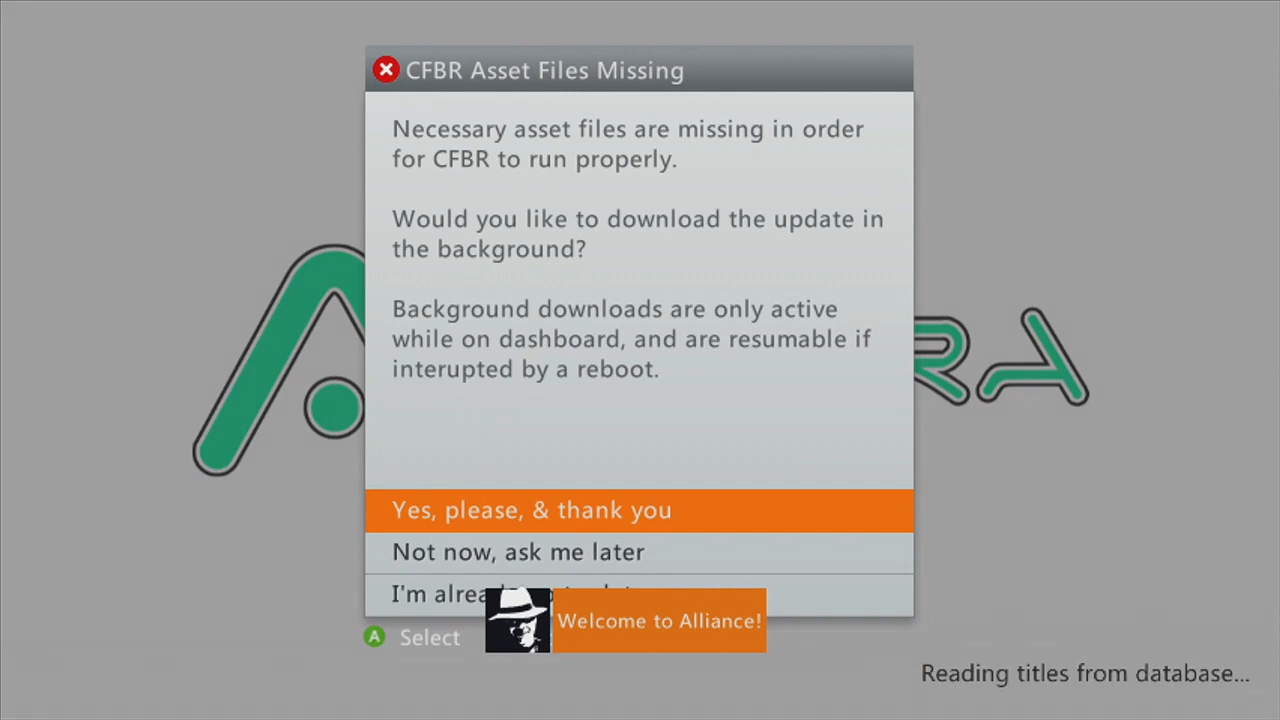 CFBR Asset Files Missing
Necessary asset files are missing in order
for CFBR to run properly.
Would you like to download the update in
the background?
Background downloads are only active
while on dashboard, and are resumable if
interupted by a reboot.
Yes, please, & thank you
Not now, ask me later
I'm
A Select
Welcome to Alliance!
Reading titles from database...